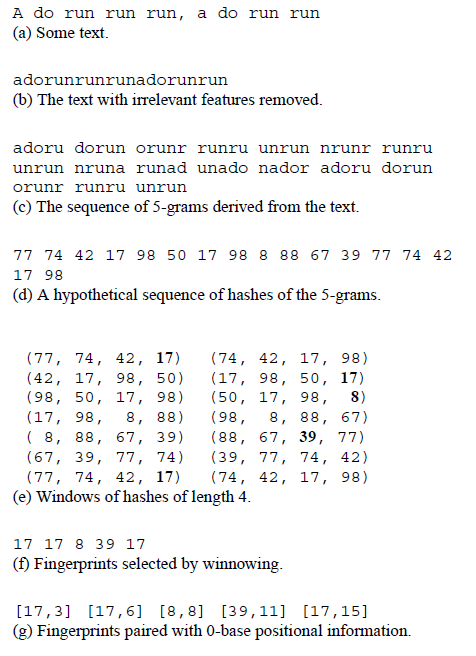 A do run run run, a do run run
(a) Some text.
adorunrunrunadorunrun
(b) The text with irrelevant features removed.
adoru dorun orunr runru unrun nrunr runru
unrun nruna runad unado nador adoru dorun
orunr runru unrun
(c) The sequence of 5-grams derived from the text.
77 74 42 17 98 50 17 98 8 88 67 39 77 74 42
17 98
(d) A hypothetical sequence of hashes of the 5-grams.
(77, 74, 42, 17) (74, 42, 17, 98)
(42, 17, 98, 50) (17, 98, 50, 17)
(98, 50, 17, 98) (50, 17, 98, 8)
(17, 98, 8, 88) (98, 8, 88, 67)
( 8, 88, 67, 39) (88, 67, 39, 77)
(67, 39, 77, 74) (39, 77, 74, 42)
(77, 74, 42, 17) (74, 42, 17, 98)
(e) Windows of hashes of length 4.
17 17 8 39 17
(f) Fingerprints selected by winnowing.
[17,3] [17,6] [8,8] [39,11] [17,15]
(g) Fingerprints paired with 0-base positional information.